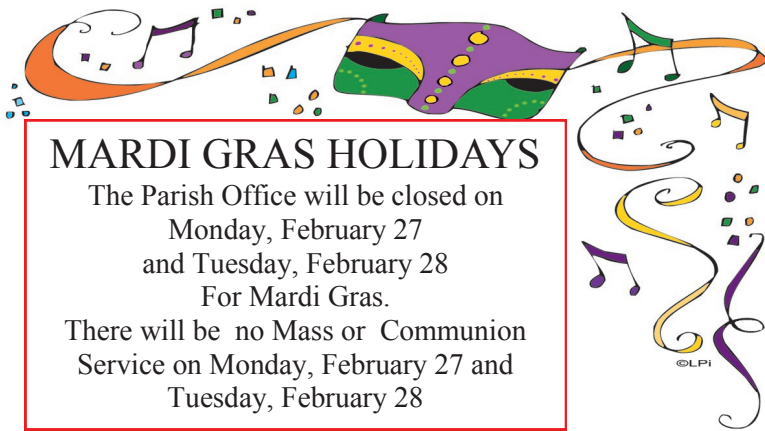 MARDI GRAS HOLIDAYS
The Parish Office will be closed on
Monday, February 27
and Tuesday, February 28
For Mardi Gras.
There will be  no Mass or  Communion
Service on Monday, February 27 and
Tuesday, February 28
©LPi